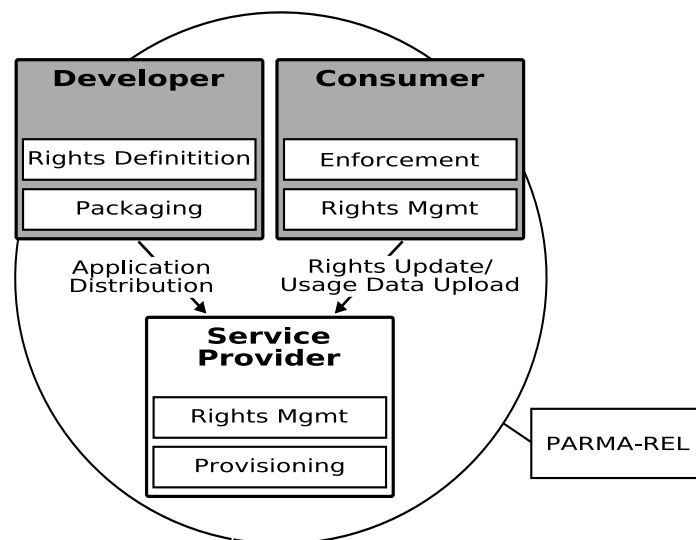 Developer
Rights Definitition
Packaging
Consumer
Enforcement
Rights Mgmt
Application
Distribution
Rights Update/
Usage Data Upload
Service
Provider
Rights Mgmt
Provisioning
PARMA-REL